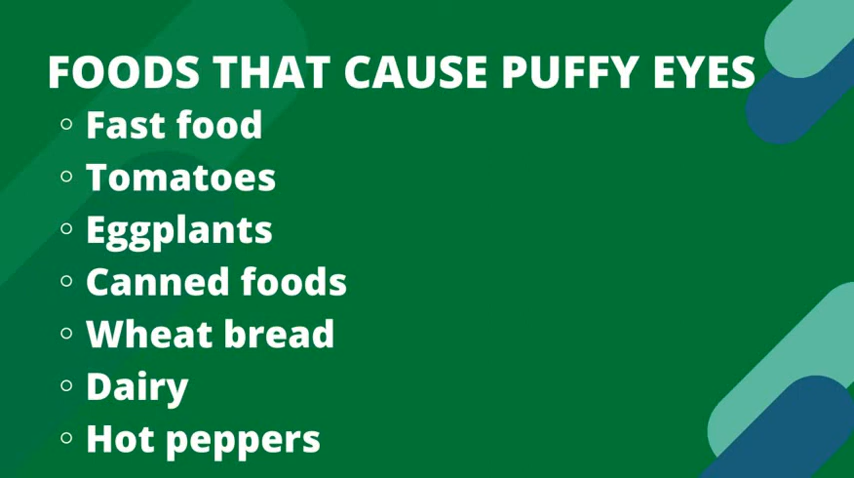 FOODS THAT CAUSE PUFFY EYES
Fast food
Tomatoes
Eggplants
Canned foods
Wheat bread
Dairy
Hot peppers